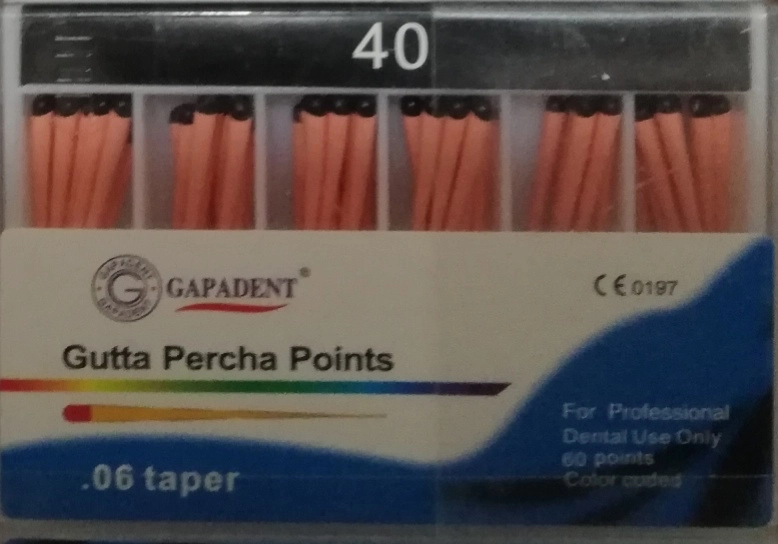 40
GAPADENT
G
GAPADENT
GAPADENT®
CE 0197
Gutta Percha Points
For Professional
Dental Use Only
60 points
Color coded
.06 taper